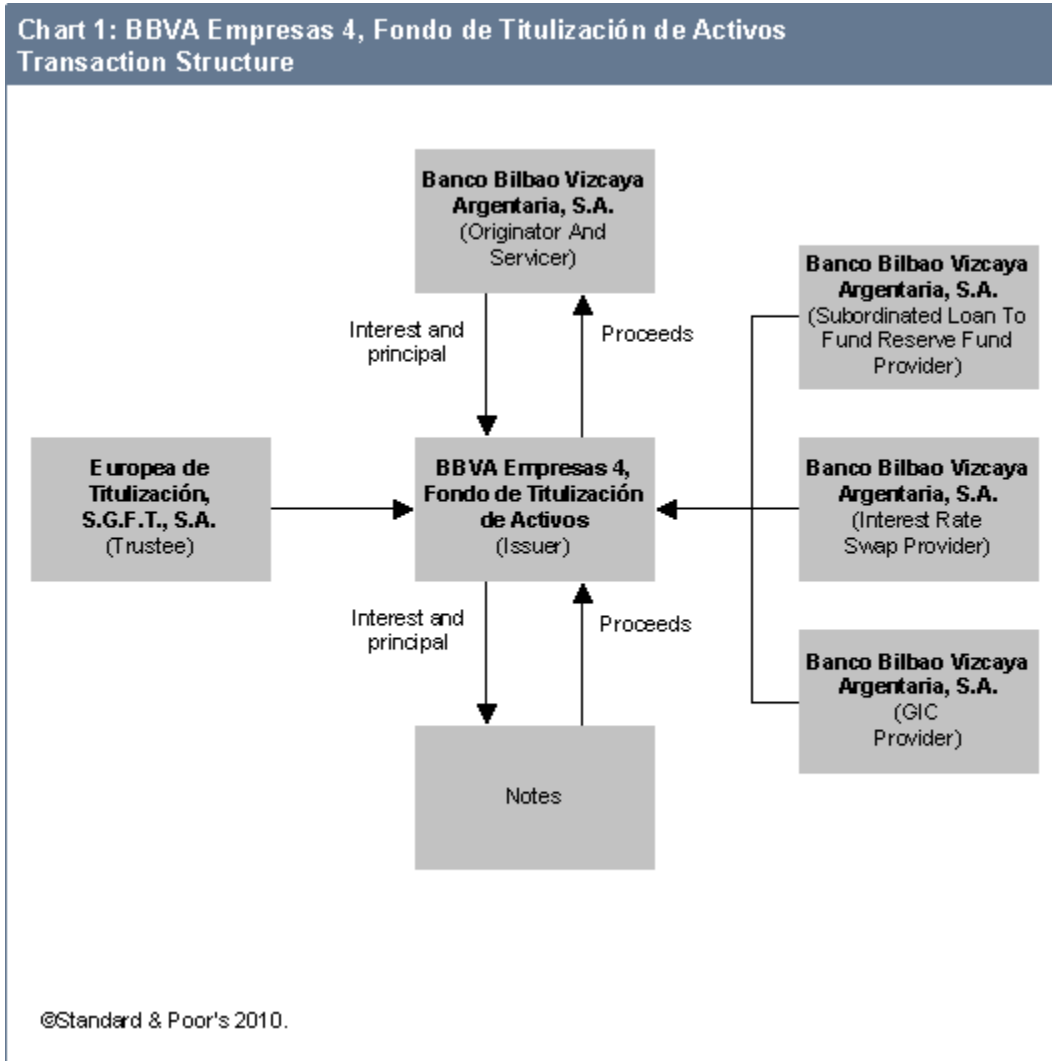 Chart 1: BBVA Empresas 4, Fondo de Titulización de Activos
Transaction Structure
Banco Bilbao Vizcaya
Argentaria, S.A.
(Originator And
Servicer)
Interest and
principal
Proceeds
Banco Bilbao Vizcaya
Argentaria, S.A.
(Subordinated Loan To
Fund Reserve Fund
Provider)
Europea de
Titulización,
S.G.F.T., S.A.
(Trustee)
BBVA Empresas 4,
Fondo de Titulización
de Activos
(Issuer)
Banco Bilbao Vizcaya
Argentaria, S.A.
(Interest Rate
Swap Provider)
Interest and
principal
Proceeds
Banco Bilbao Vizcaya
Argentaria, S.A.
(GIC
Provider)
Notes
©Standard & Poor's 2010.